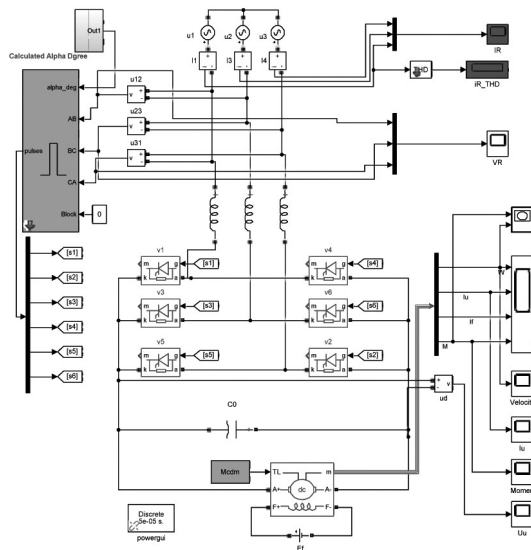 Out1
u1
u2
u3
I1
I3
I4
IR
THD
iR_THD
VR
Calculated Alpha Dgree
alpha_deg
AB
pulses
BC
CA
Block
0
u12
u23
u31
v
+
-
v
+
-
v
+
-
[s1]
[s2]
[s3]
[s4]
[s5]
[s6]
v1
m
g
k
a
[s1]
v4
m
g
k
a
[s4]
v3
m
g
k
a
[s3]
v6
m
g
k
a
[s6]
v5
m
g
k
a
[s5]
v2
m
g
k
a
[s2]
W
Iu
If
M
+
-
v
ud
C0
Mcdm
TL
m
A+
dc
A-
F+
F-
Ef
Discrete
5e-05 s.
powergui
Velocit
Iu
Momen
Uu